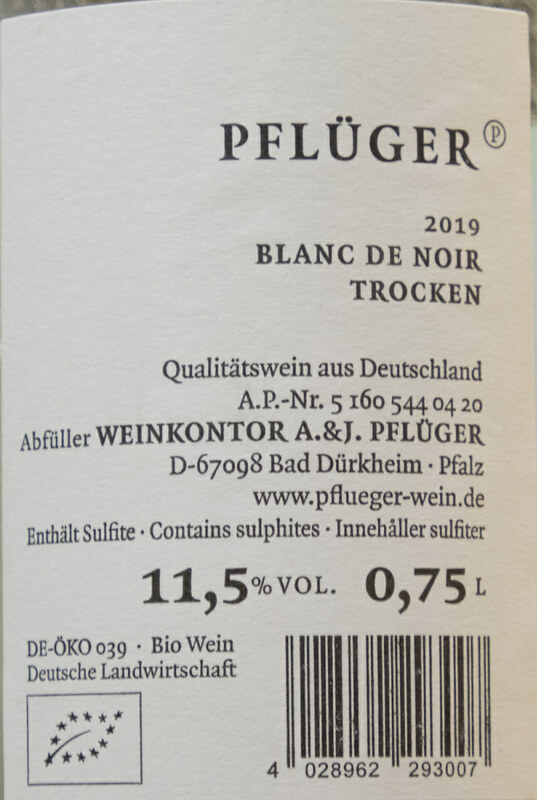 PFLÜGER Ⓟ
2019
BLANC DE NOIR
TROCKEN
Qualitätswein aus Deutschland
A.P.-Nr. 5 160 544 04 20
Abfüller WEINKONTOR A.&J. PFLÜGER
D-67098 Bad Dürkheim · Pfalz
www.pflueger-wein.de
Enthält Sulfite · Contains sulphites · Innehåller sulfiter
11,5% VOL. 0,75 L
DE-ÖKO 039 · Bio Wein
Deutsche Landwirtschaft
4 028962 293007